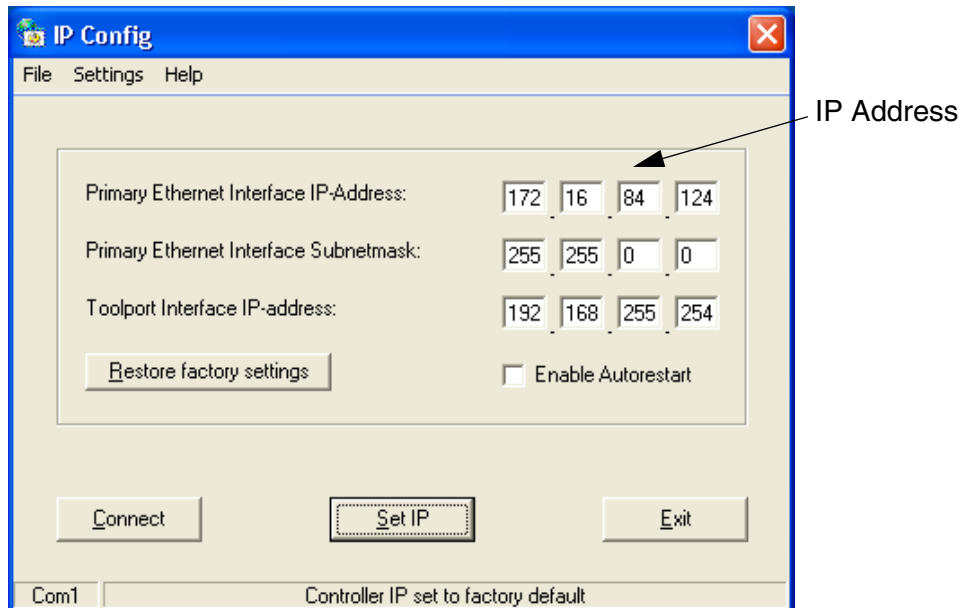 IP Config
File Settings Help
IP Address
Primary Ethernet Interface IP-Address: 172 . 16 . 84 . 124
Primary Ethernet Interface Subnetmask: 255 . 255 . 0 . 0
Toolport Interface IP-address: 192 . 168 . 255 . 254
Restore factory settings Enable Autorestart
Connect Set IP Exit
Com1 Controller IP set to factory default